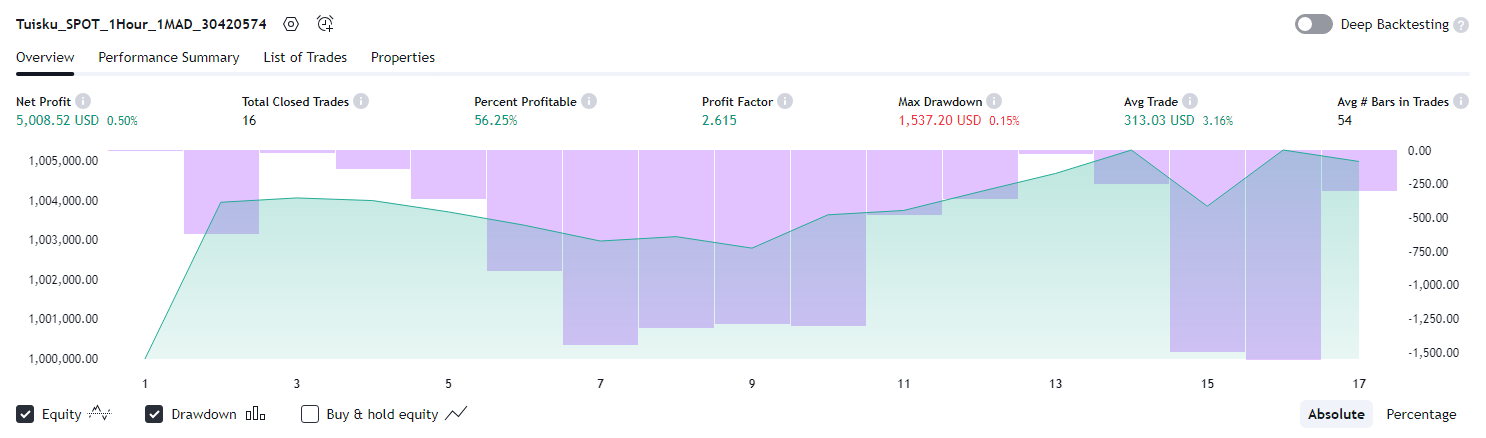 Tuisku_SPOT_1Hour_1MAD_30420574 Deep Backtesting ?
Overview Performance Summary List of Trades Properties
Net Profit Total Closed Trades Percent Profitable Profit Factor Max Drawdown Avg Trade Avg # Bars in Trades
5,008.52 USD 0.50% 16 56.25% 2.615 1,537.20 USD 0.15% 313.03 USD 3.16% 54
1,005,000.00 0.00
1,004,000.00 -250.00
1,003,000.00 -500.00
1,002,000.00 -750.00
1,001,000.00 -1,000.00
1,000,000.00 -1,250.00
-1,500.00
1 3 5 7 9 11 13 15 17
Equity Drawdown Buy & hold equity Absolute Percentage